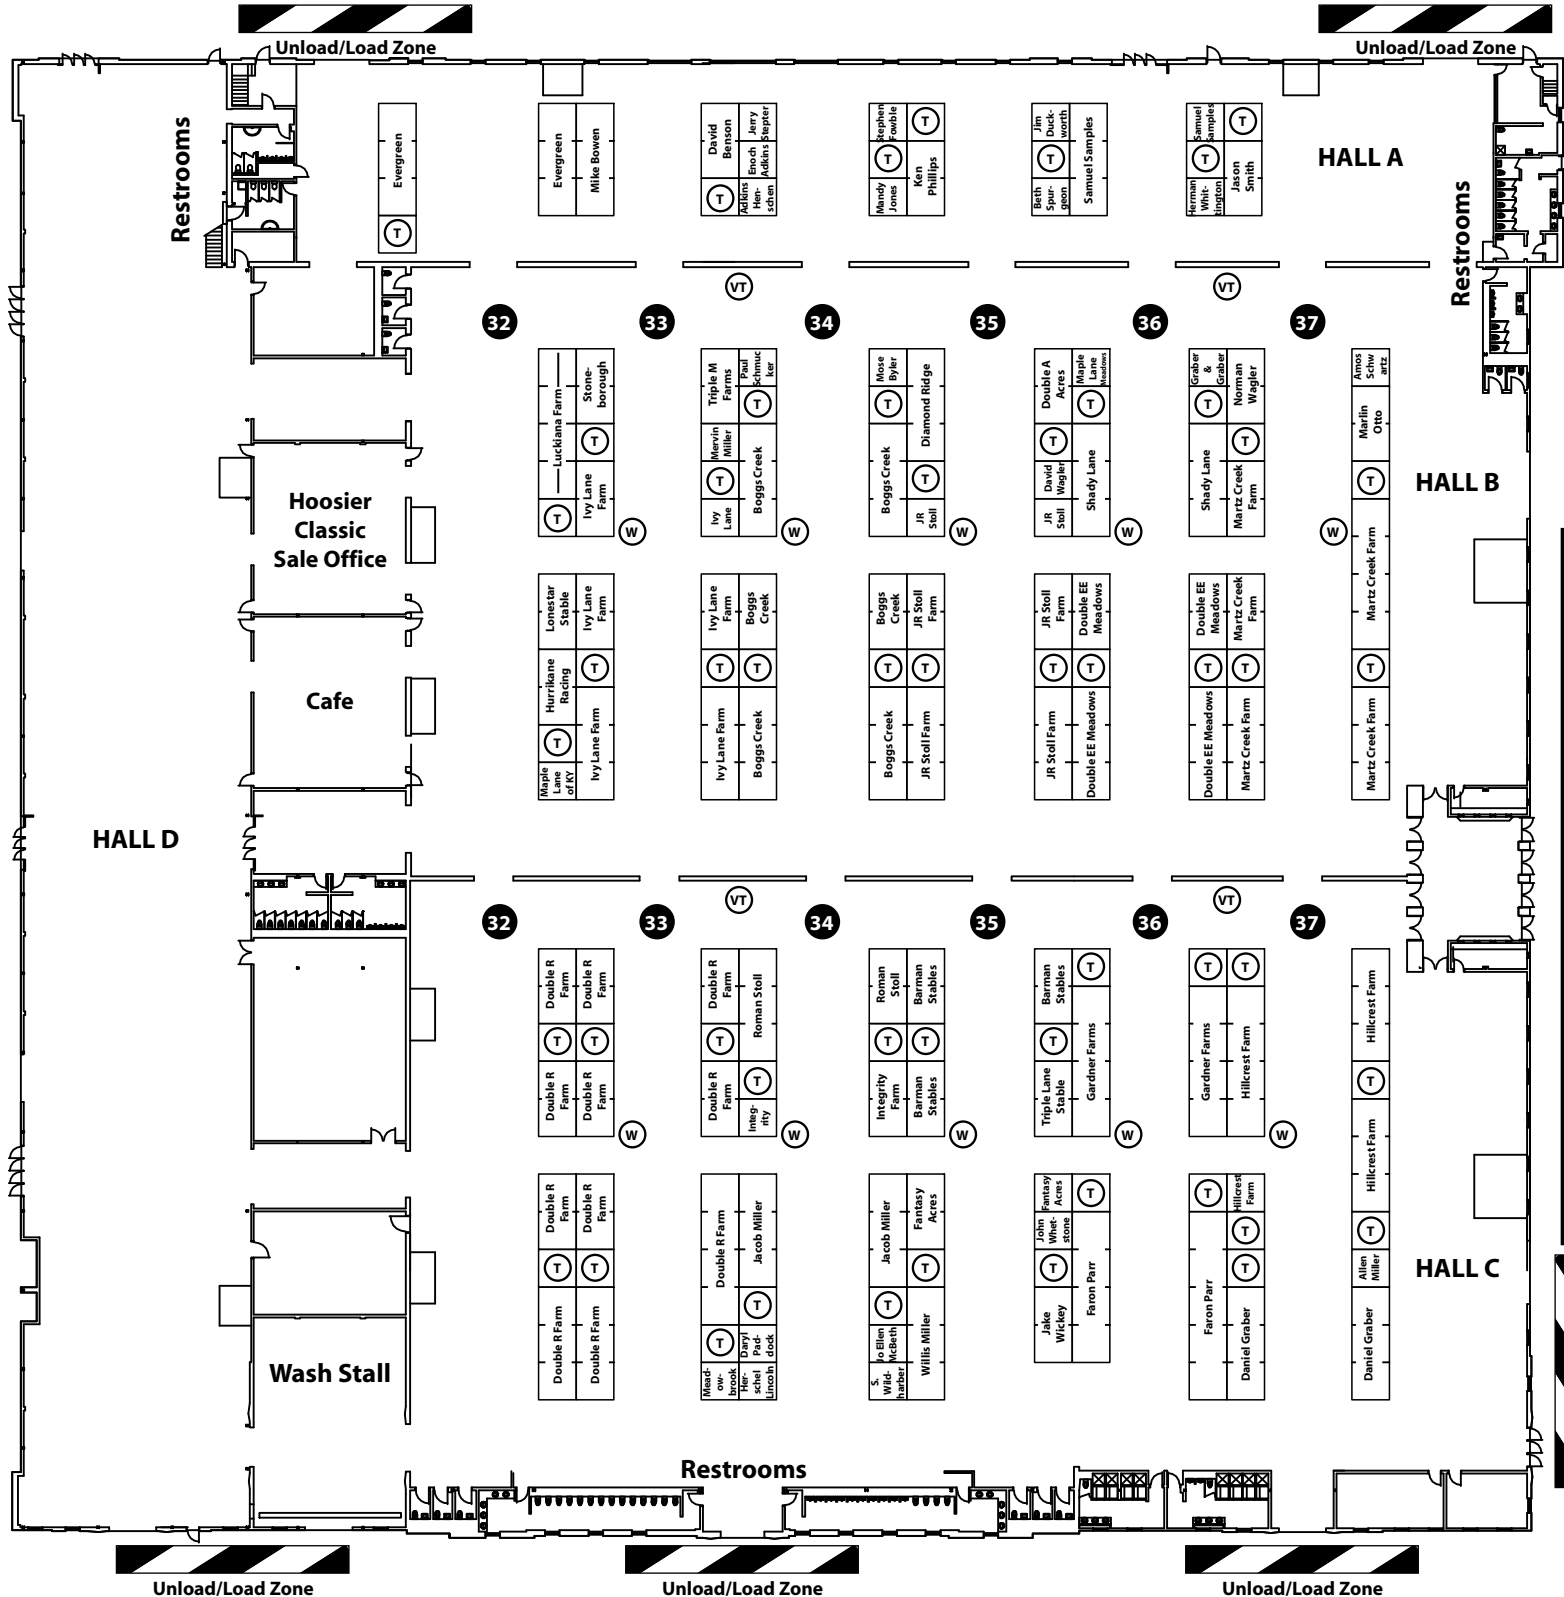 Unload/Load Zone
Unload/Load Zone
Restrooms
Evergreen
T
Evergreen
Mike Bowen
David
Benson
T
Jerry
Stepter
Enoch
Adkins
Adkins
Hen-
schen
Stephen
Fowble
T
Mandy
Jones
T
Ken
Phillips
Jim
Duck-
worth
T
Beth
Spur-
geon
Samuel Samples
Samuel
Samples
T
Herman
Whit-
tington
T
Jason
Smith
HALL A
Restrooms
VT
VT
32
33
34
35
36
37
Luckiana Farm
T
Stone-
borough
T
Ivy Lane
Farm
W
Triple M
Farms
Mervin
Miller
T
Ivy
Lane
Paul
Schmuc
ker
T
Boggs Creek
W
Mose
Byler
T
Boggs Creek
Diamond Ridge
T
JR
Stoll
W
Double A
Acres
T
David
Wagler
JR
Stoll
Maple
Lane
Meadows
T
Shady Lane
W
Graber
&
Graber
T
Shady Lane
Norman
Wagler
T
Martz Creek
Farm
W
Amos
Schw
artz
Marlin
Otto
T
Martz Creek Farm
T
Martz Creek Farm
HALL B
Hoosier
Classic
Sale Office
Cafe
Lonestar
Stable
Hurrikane
Racing
T
Maple
Lane
of KY
Ivy Lane
Farm
T
Ivy Lane Farm
Ivy Lane
Farm
T
Ivy Lane Farm
Boggs
Creek
T
Boggs Creek
Boggs
Creek
T
Boggs Creek
JR Stoll
Farm
T
JR Stoll Farm
JR Stoll
Farm
T
JR Stoll Farm
Double EE
Meadows
T
Double EE Meadows
Double EE
Meadows
T
Double EE Meadows
Martz Creek
Farm
T
Martz Creek Farm
HALL D
VT
VT
32
33
34
35
36
37
Double R
Farm
T
Double R
Farm
Double R
Farm
T
Double R
Farm
W
Double R
Farm
T
Double R
Farm
Roman Stoll
T
Integ-
rity
W
Roman
Stoll
T
Integrity
Farm
Barman
Stables
T
Barman
Stables
W
Barman
Stables
T
Triple Lane
Stable
T
Gardner Farms
W
T
Gardner Farms
T
Hillcrest Farm
W
Hillcrest Farm
T
Hillcrest Farm
T
Allen
Miller
Daniel Graber
HALL C
Double R
Farm
T
Double R Farm
Double R
Farm
T
Double R Farm
Double R Farm
T
Mead-
ow-
brook
Jacob Miller
T
Daryl
Pad-
dock
Her-
schel
Lincoln
Jacob Miller
T
Jo Ellen
McBeth
S.
Wild-
harber
Fantasy
Acres
T
Willis Miller
Fantasy
Acres
John
Whet-
stone
T
Jake
Wickey
T
Faron Parr
T
Faron Parr
Hillcrest
Farm
T
T
Daniel Graber
Wash Stall
Restrooms
Unload/Load Zone
Unload/Load Zone
Unload/Load Zone